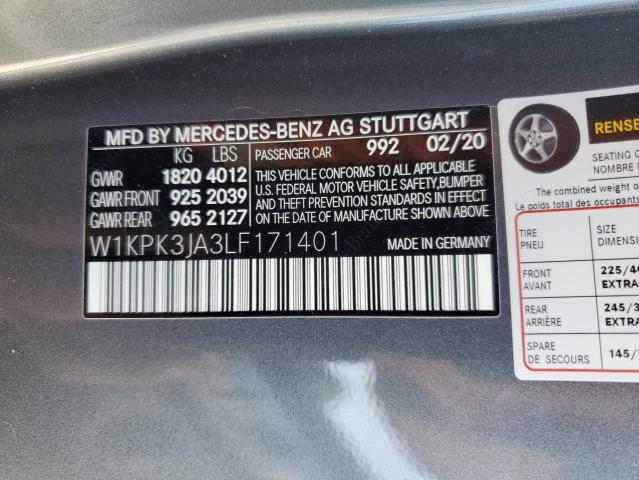 MFD BY MERCEDES-BENZ AG STUTTGART
KG LBS
GVWR 1820 4012
GAWR FRONT 925 2039
GAWR REAR 965 2127
PASSENGER CAR 992 02/20
THIS VEHICLE CONFORMS TO ALL APPLICABLE
U.S. FEDERAL MOTOR VEHICLE SAFETY, BUMPER
AND THEFT PREVENTION STANDARDS IN EFFECT
ON THE DATE OF MANUFACTURE SHOWN ABOVE.
W1KPK3JA3LF171401 MADE IN GERMANY
SEATING
NOMBRE
The combined weight of
Le poids total des occupant
TIRE SIZE
PNEU DIMENSI
FRONT 225/4
AVANT EXTRA
REAR 245/3
ARRIÈRE EXTRA
SPARE
DE SECOURS 145/